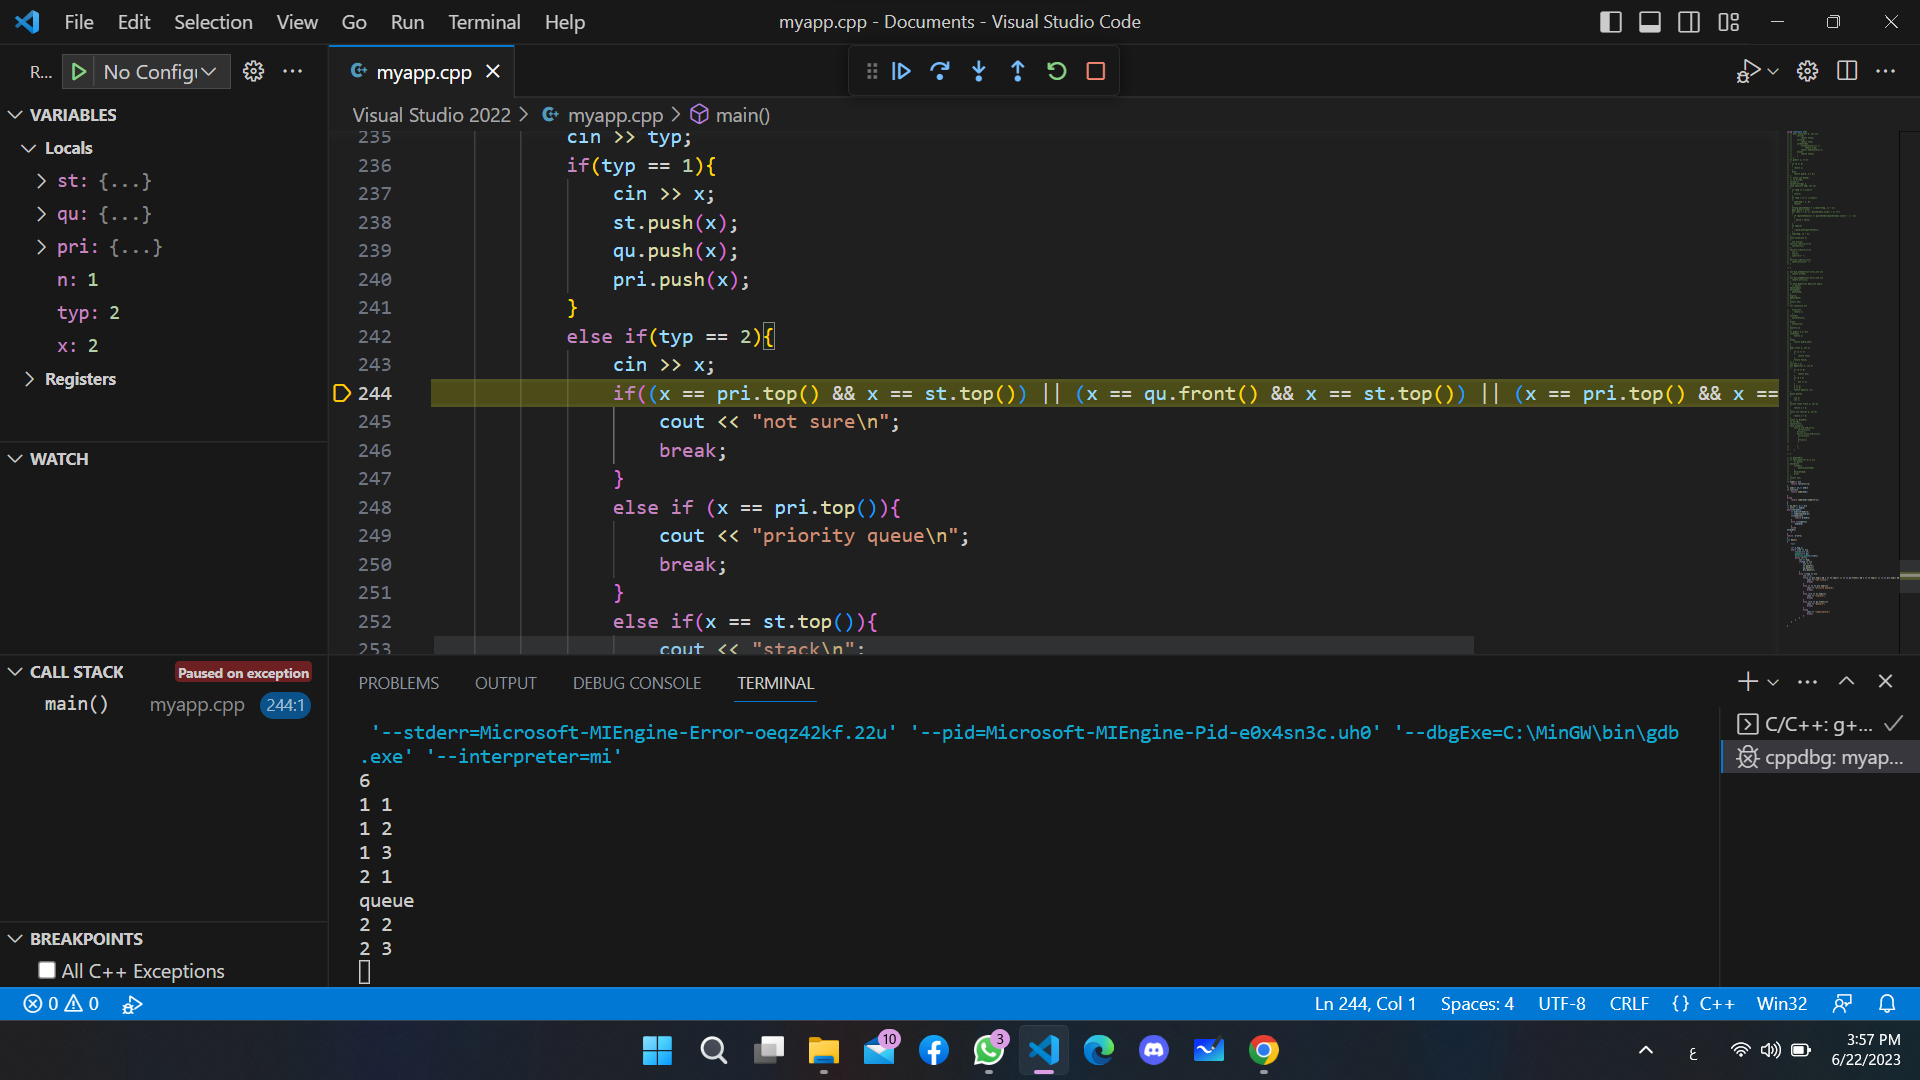 File Edit Selection View Go Run Terminal Help
myapp.cpp - Documents - Visual Studio Code
R... No Config
myapp.cpp
VARIABLES
Visual Studio 2022 > myapp.cpp > main()
Locals
st: {...}
qu: {...}
pri: {...}
n: 1
typ: 2
x: 2
Registers
WATCH
CALL STACK Paused on exception
main() myapp.cpp 244:1
BREAKPOINTS
All C++ Exceptions
235 cin >> typ;
236 if(typ == 1){
237 cin >> x;
238 st.push(x);
239 qu.push(x);
240 pri.push(x);
241 }
242 else if(typ == 2){
243 cin >> x;
244 if((x == pri.top() && x == st.top()) || (x == qu.front() && x == st.top()) || (x == pri.top() && x ==
245 cout << "not sure\n";
246 break;
247 }
248 else if (x == pri.top()){
249 cout << "priority queue\n";
250 break;
251 }
252 else if(x == st.top()){
253 cout << "stack\n";
PROBLEMS OUTPUT DEBUG CONSOLE TERMINAL
'--stderr=Microsoft-MIEngine-Error-oeqz42kf.22u' '--pid=Microsoft-MIEngine-Pid-e0x4sn3c.uh0' '--dbgExe=C:\MinGW\bin\gdb
.exe' '--interpreter=mi'
6
1 1
1 2
1 3
2 1
queue
2 2
2 3
C/C++: g+...
cppdbg: myap...
0 0
Ln 244, Col 1 Spaces: 4 UTF-8 CRLF {} C++ Win32
10
3
ع
3:57 PM
6/22/2023